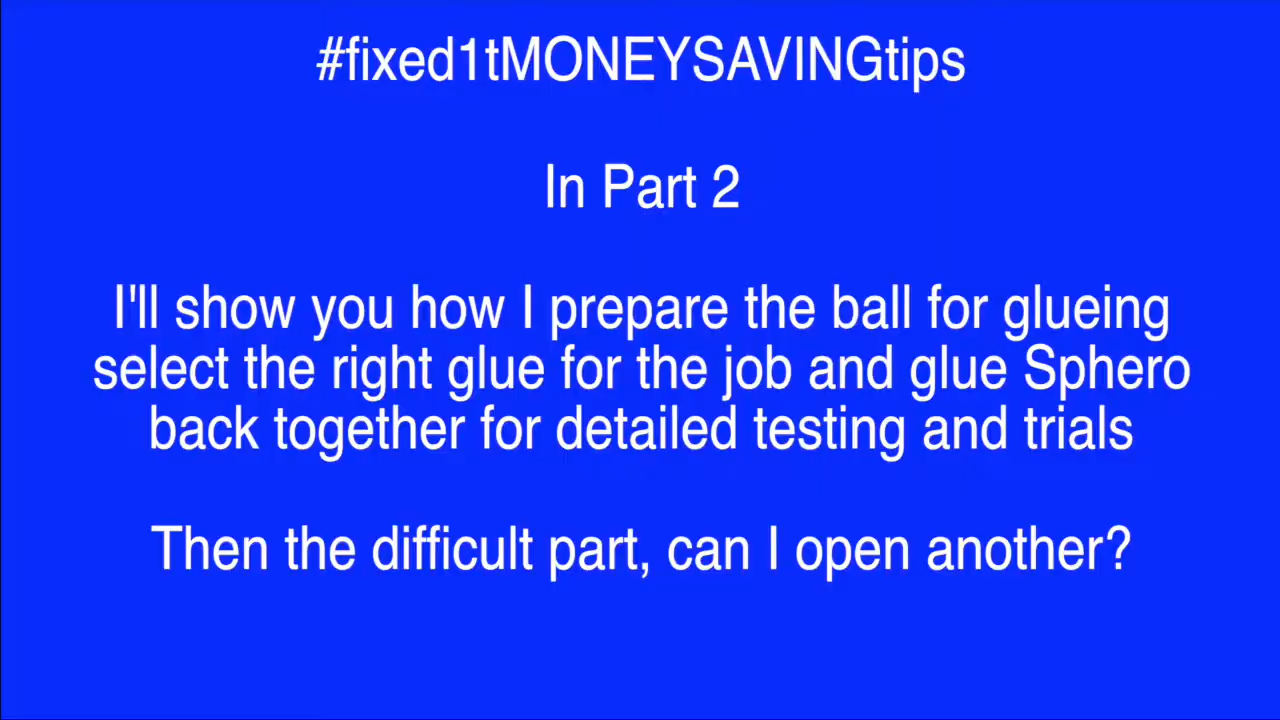 #fixed1tMONEYSAVINGtips
In Part 2
I'll show you how I prepare the ball for glueing
select the right glue for the job and glue Sphero
back together for detailed testing and trials
Then the difficult part, can I open another?